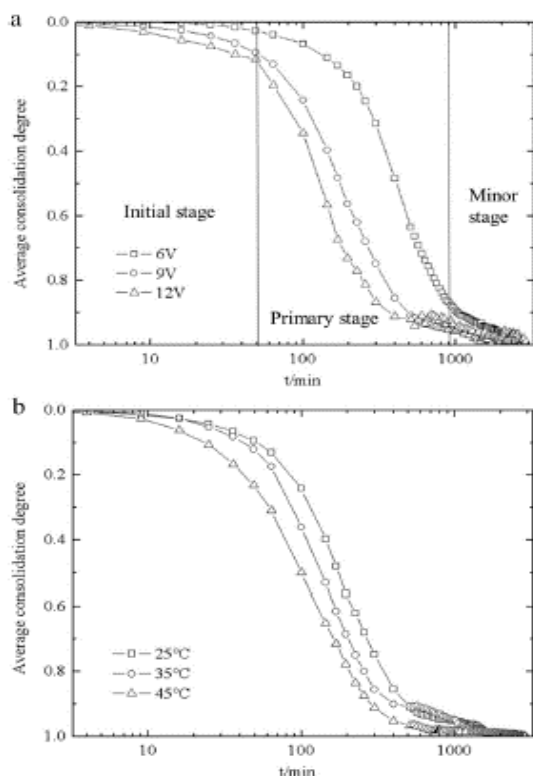 a
0.0
0.2
0.4
0.6
0.8
1.0
Average consolidation degree
Initial stage
Primary stage
Minor
stage
6V
9V
12V
10
100
1000
t/min
b
0.0
0.2
0.4
0.6
0.8
1.0
Average consolidation degree
25°C
35°C
45°C
10
100
1000
t/min